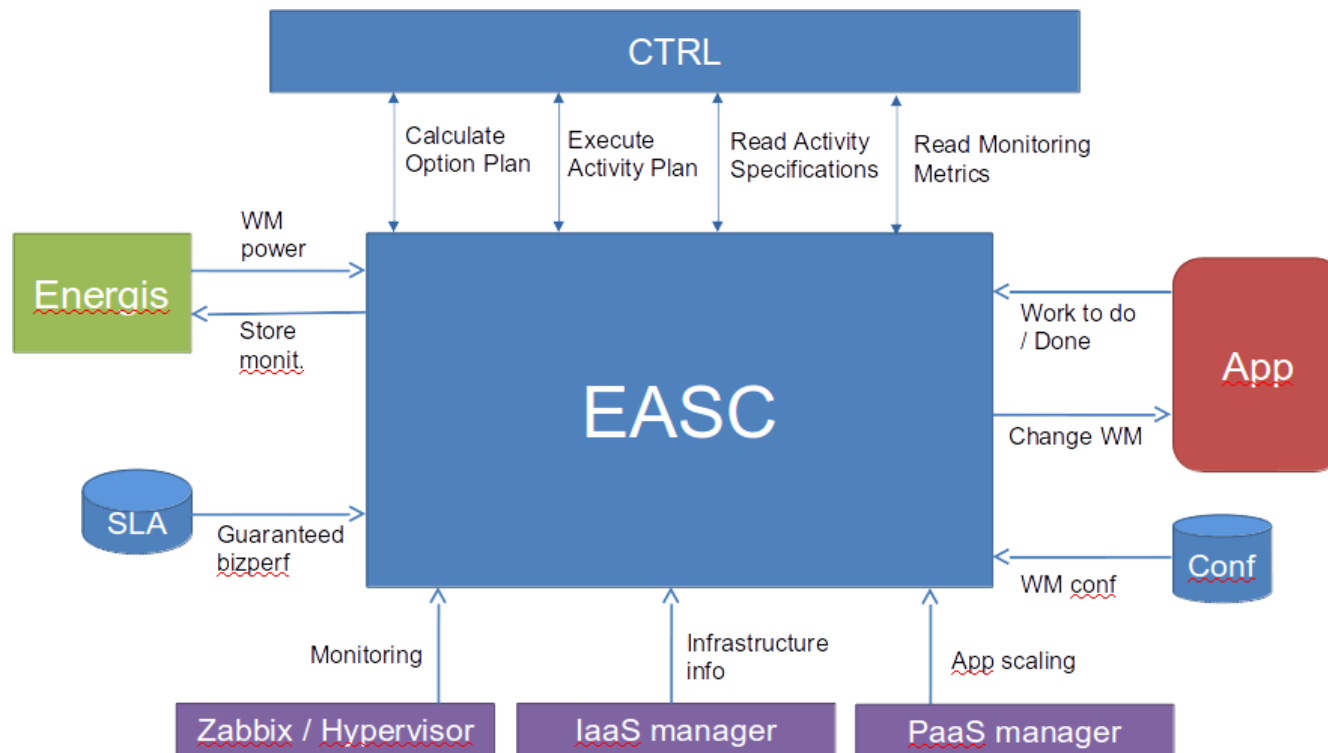 CTRL
Calculate
Option Plan
Execute
Activity Plan
Read Activity
Specifications
Read Monitoring
Metrics
WM
power
Energis
Store
monit.
EASC
Work to do
/ Done
App
Change WM
SLA
Guaranteed
bizperf
Conf
WM conf
Monitoring
Infrastructure
info
App scaling
Zabbix / Hypervisor
IaaS manager
PaaS manager